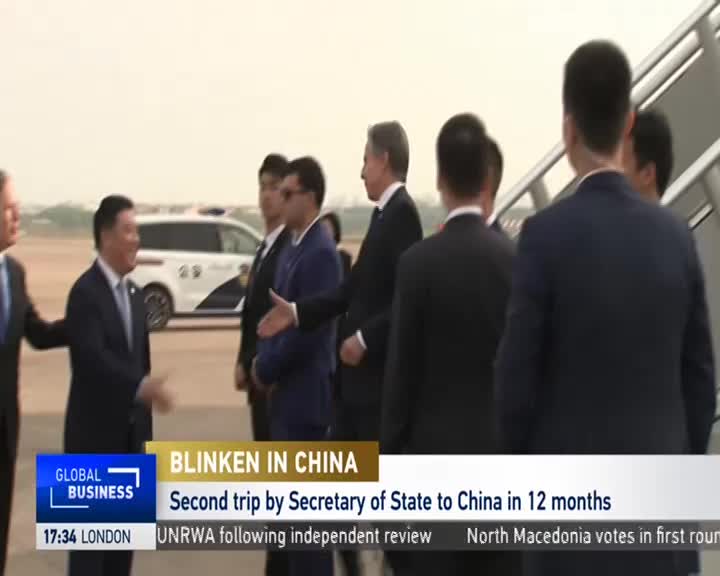 BLINKEN IN CHINA
GLOBAL
BUSINESS
Second trip by Secretary of State to China in 12 months
17:34 LONDON
UNRWA following independent review North Macedonia votes in first roun